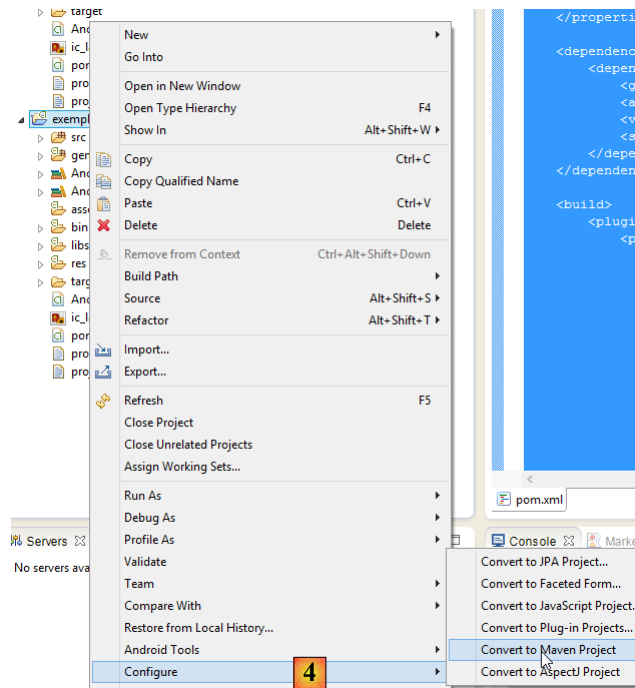 target
And
ic_l
pom
pro
proj
exempl
src
gen
And
And
asse
bin
libs
res
targ
And
ic_l
pom
pro
proj
New
Go Into
Open in New Window
Open Type Hierarchy F4
Show In Alt+Shift+W
Copy Ctrl+C
Copy Qualified Name
Paste Ctrl+V
Delete Delete
Remove from Context Ctrl+Alt+Shift+Down
Build Path
Source Alt+Shift+S
Refactor Alt+Shift+T
Import...
Export...
Refresh F5
Close Project
Close Unrelated Projects
Assign Working Sets...
Run As
Debug As
Profile As
Validate
Team
Compare With
Restore from Local History...
Android Tools
Configure 4
</properti
<dependenc
<depen
<g
<a
<v
<s
</depe
</dependen
<build>
<plugi
<p
pom.xml
Servers
No servers ava
Console Marke
Convert to JPA Project...
Convert to Faceted Form...
Convert to JavaScript Project.
Convert to Plug-in Projects...
Convert to Maven Project
Convert to AspectJ Project